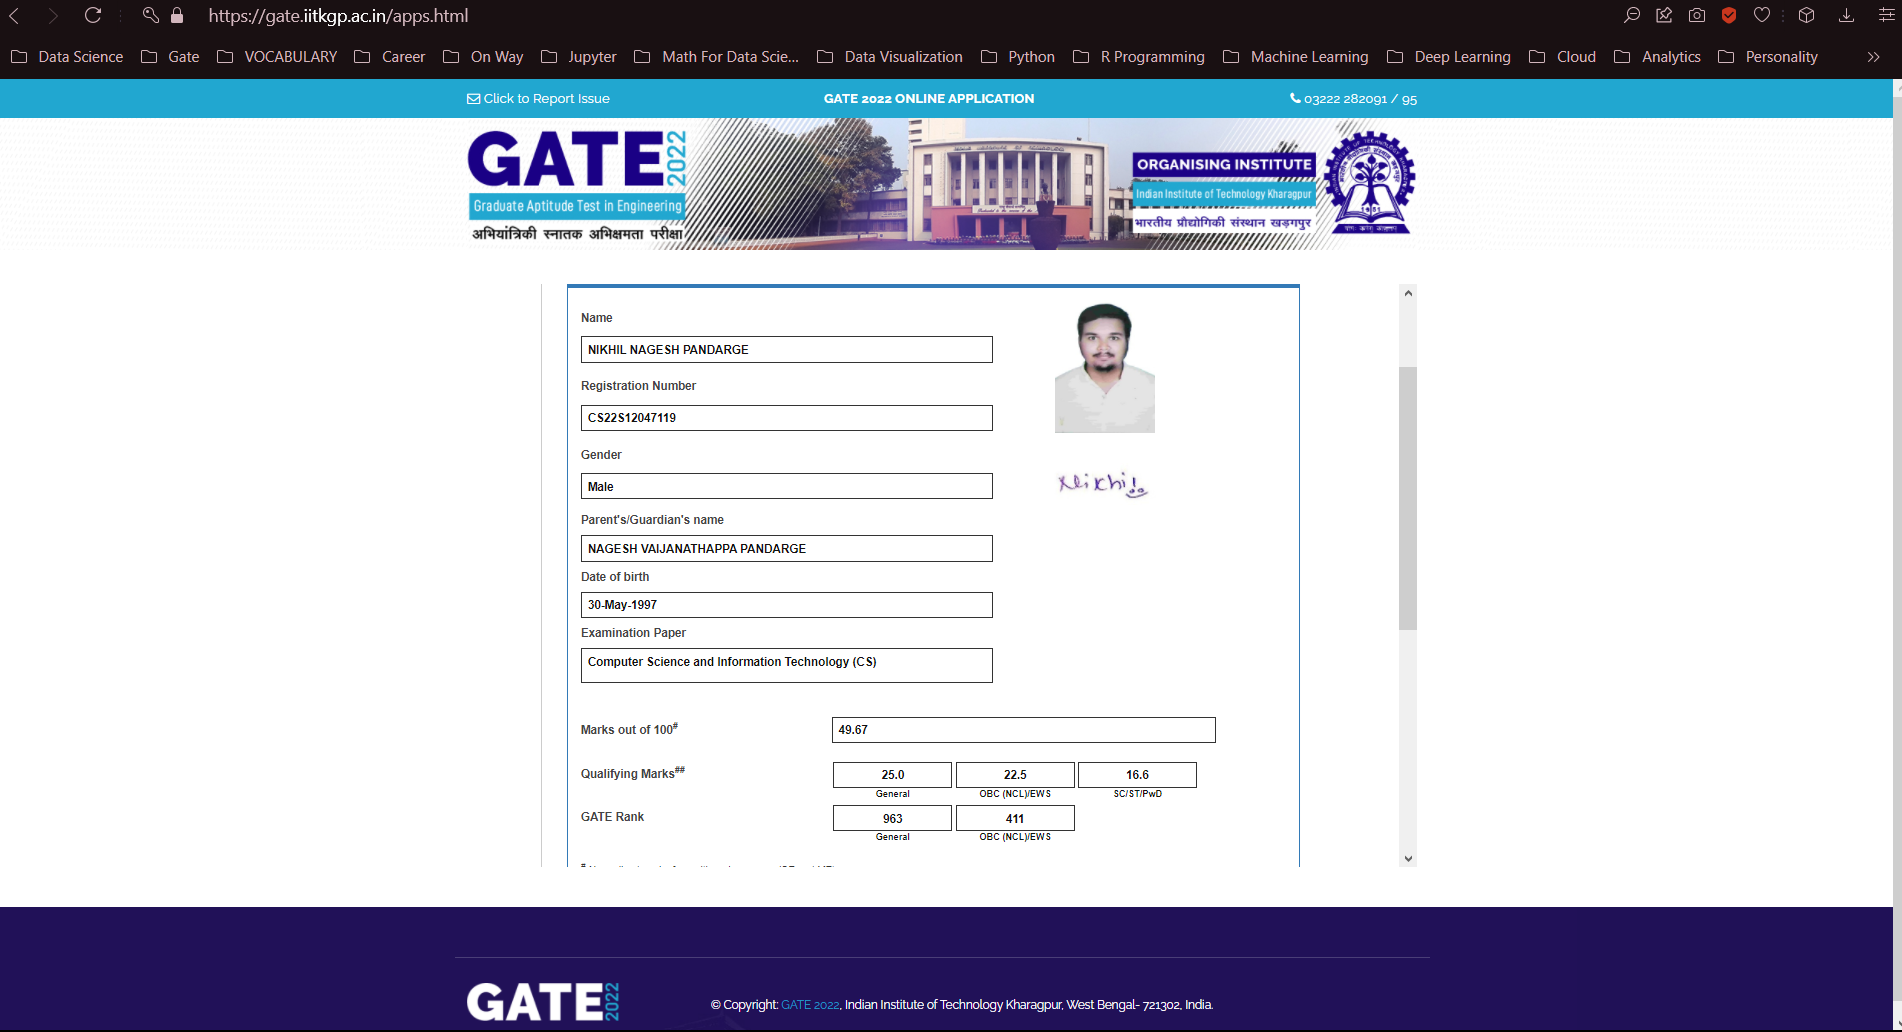 https://gate.iitkgp.ac.in/apps.html
Data Science Gate VOCABULARY Career On Way Jupyter Math For Data Scie... Data Visualization Python R Programming Machine Learning Deep Learning Cloud Analytics Personality
Click to Report Issue GATE 2022 ONLINE APPLICATION 03222 282091 / 95
GATE 2022
Graduate Aptitude Test in Engineering
अभियांत्रिकी स्नातक अभिक्षमता परीक्षा
ORGANISING INSTITUTE
Indian Institute of Technology Kharagpur
भारतीय प्रौद्योगिकी संस्थान खड़गपुर
Name
NIKHIL NAGESH PANDARGE
Registration Number
CS22S12047119
Gender
Male
Nikhil
Parent's/Guardian's name
NAGESH VAIJANATHAPPA PANDARGE
Date of birth
30-May-1997
Examination Paper
Computer Science and Information Technology (CS)
Marks out of 100# 49.67
Qualifying Marks## 25.0 22.5 16.6
General OBC (NCL)/EWS SC/ST/PwD
GATE Rank 963 411
General OBC (NCL)/EWS
GATE 2022
© Copyright: GATE 2022, Indian Institute of Technology Kharagpur, West Bengal- 721302, India.